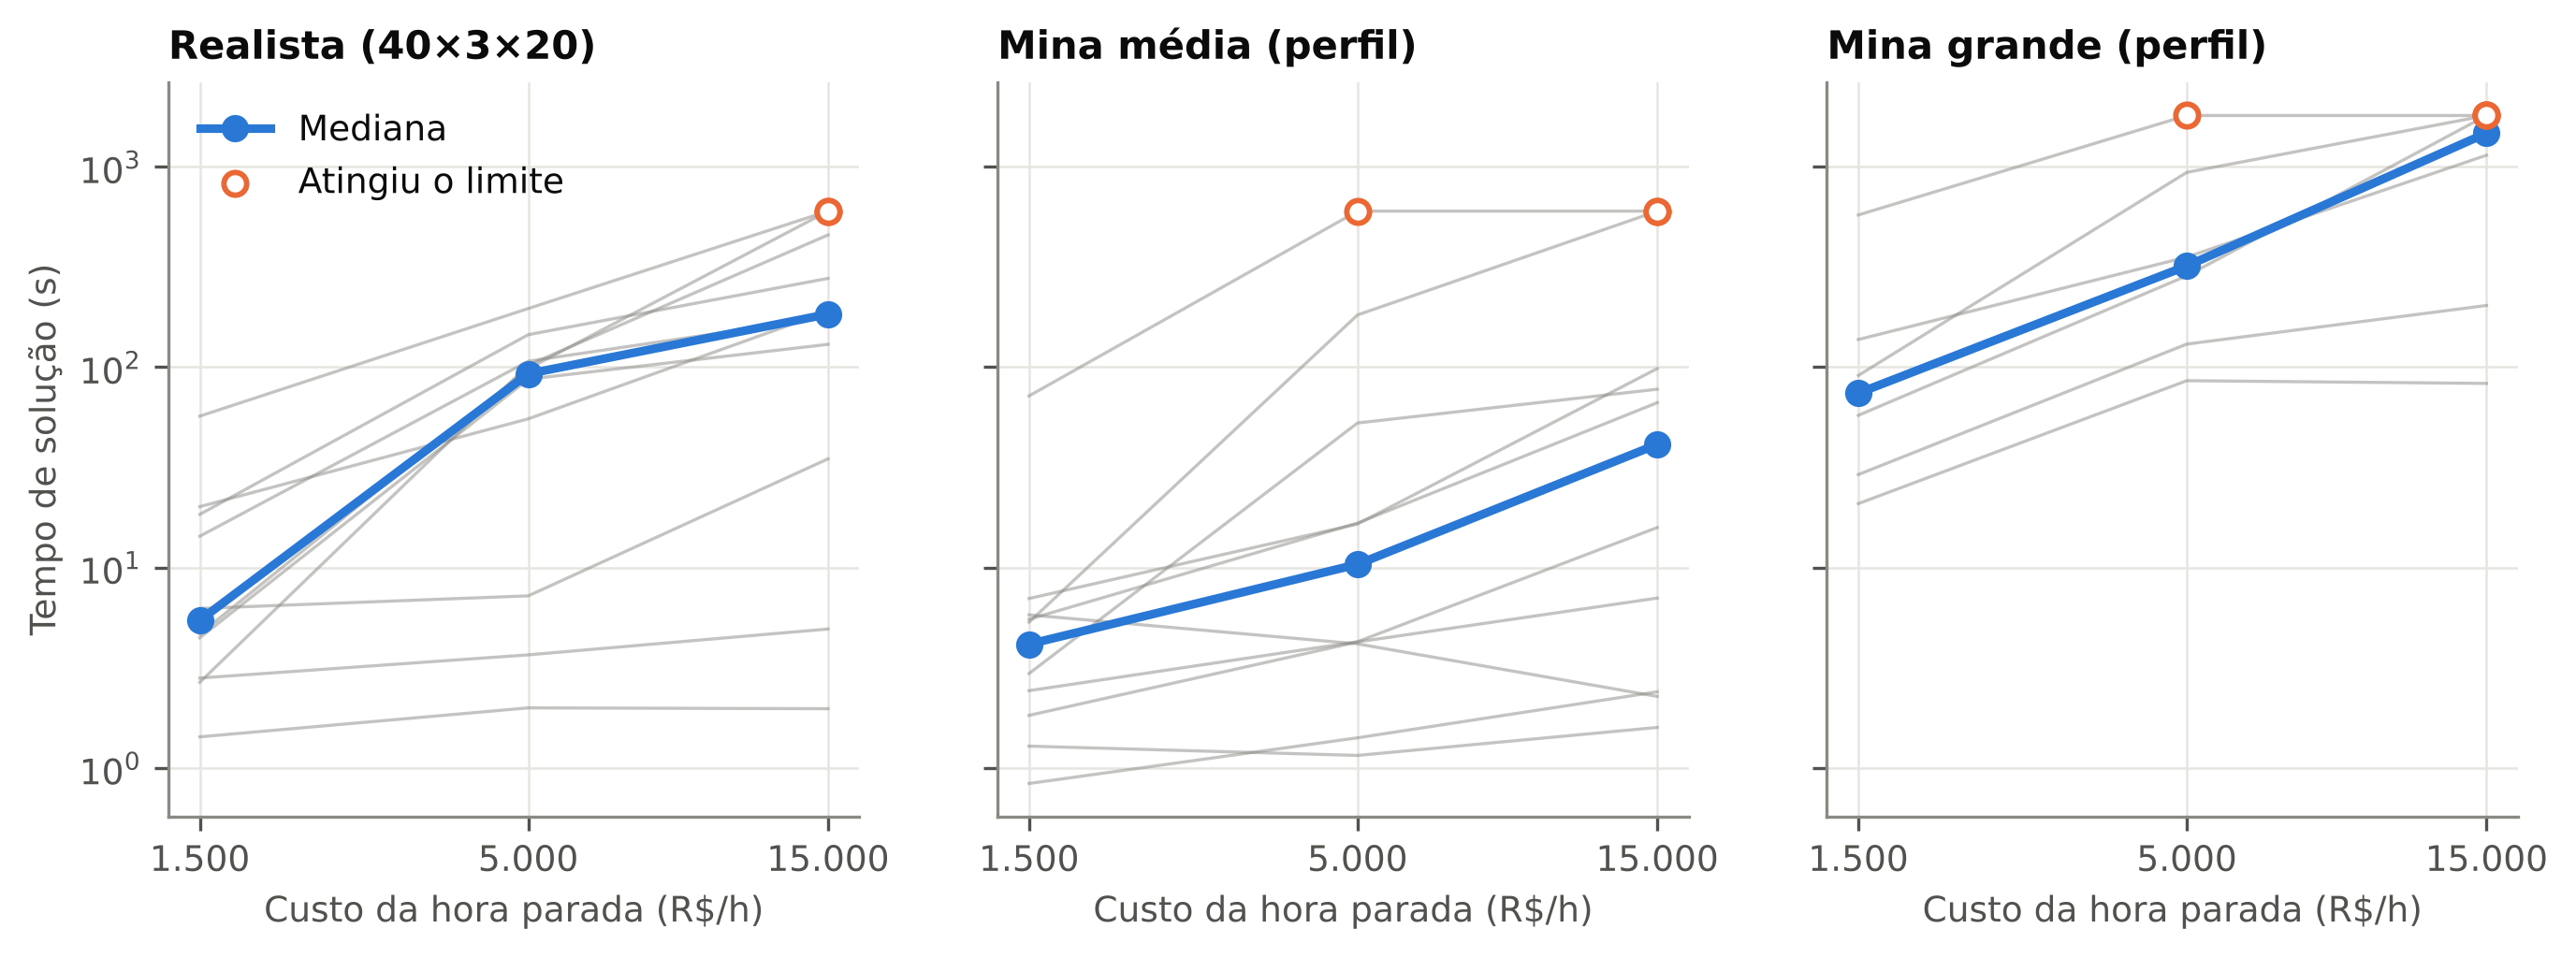 Realista (40×3×20)
Mediana
Atingiu o limite
Tempo de solução (s)
10³
10²
10¹
10⁰
1.500
5.000
15.000
Custo da hora parada (R$/h)
Mina média (perfil)
1.500
5.000
15.000
Custo da hora parada (R$/h)
Mina grande (perfil)
1.500
5.000
15.000
Custo da hora parada (R$/h)